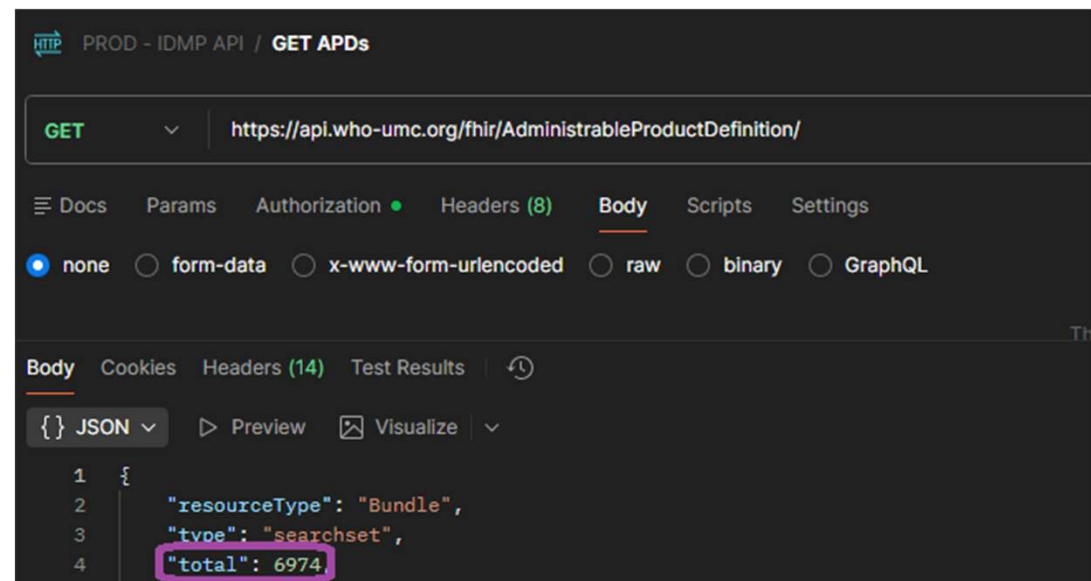 HTTP PROD - IDMP API / GET APDs
GET https://api.who-umc.org/fhir/AdministrableProductDefinition/
Docs Params Authorization Headers (8) Body Scripts Settings
none form-data x-www-form-urlencoded raw binary GraphQL
Body Cookies Headers (14) Test Results
{} JSON Preview Visualize
1 {
2 "resourceType": "Bundle",
3 "type": "searchset",
4 "total": 6974,